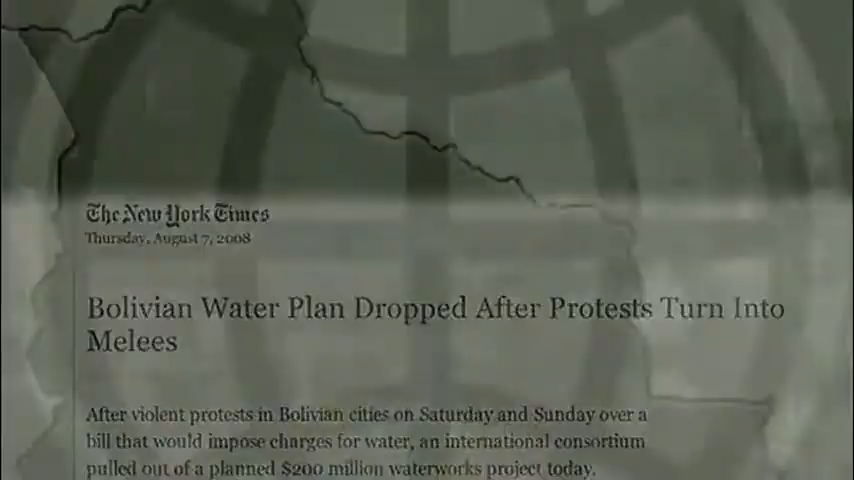 The New York Times
Thursday, August 7, 2008
Bolivian Water Plan Dropped After Protests Turn Into
Melees
After violent protests in Bolivian cities on Saturday and Sunday over a
bill that would impose charges for water, an international consortium
pulled out of a planned $200 million waterworks project today.